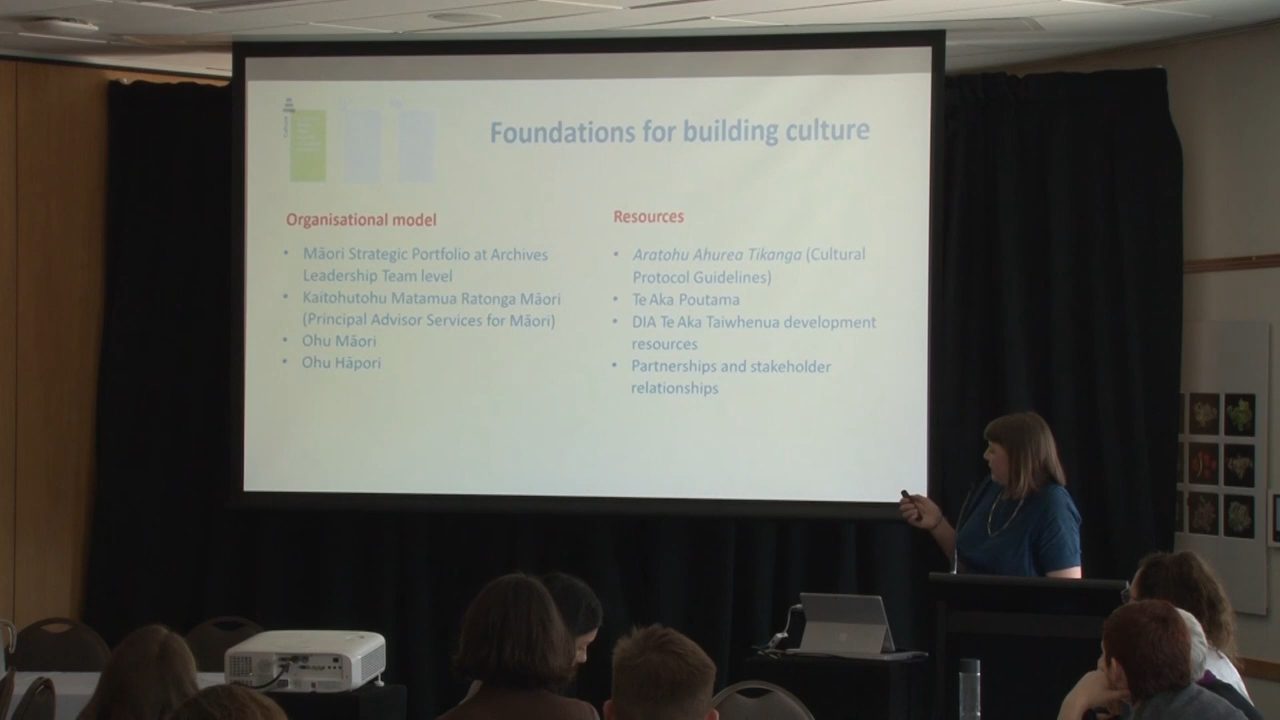 Foundations for building culture
Organisational model
• Māori Strategic Portfolio at Archives
Leadership Team level
• Kaitohutohu Matamua Ratonga Māori
(Principal Advisor Services for Māori)
• Ohu Māori
• Ohu Hāpori
Resources
• Aratohu Ahurea Tikanga (Cultural
Protocol Guidelines)
• Te Aka Poutama
• DIA Te Aka Taiwhenua development
resources
• Partnerships and stakeholder
relationships